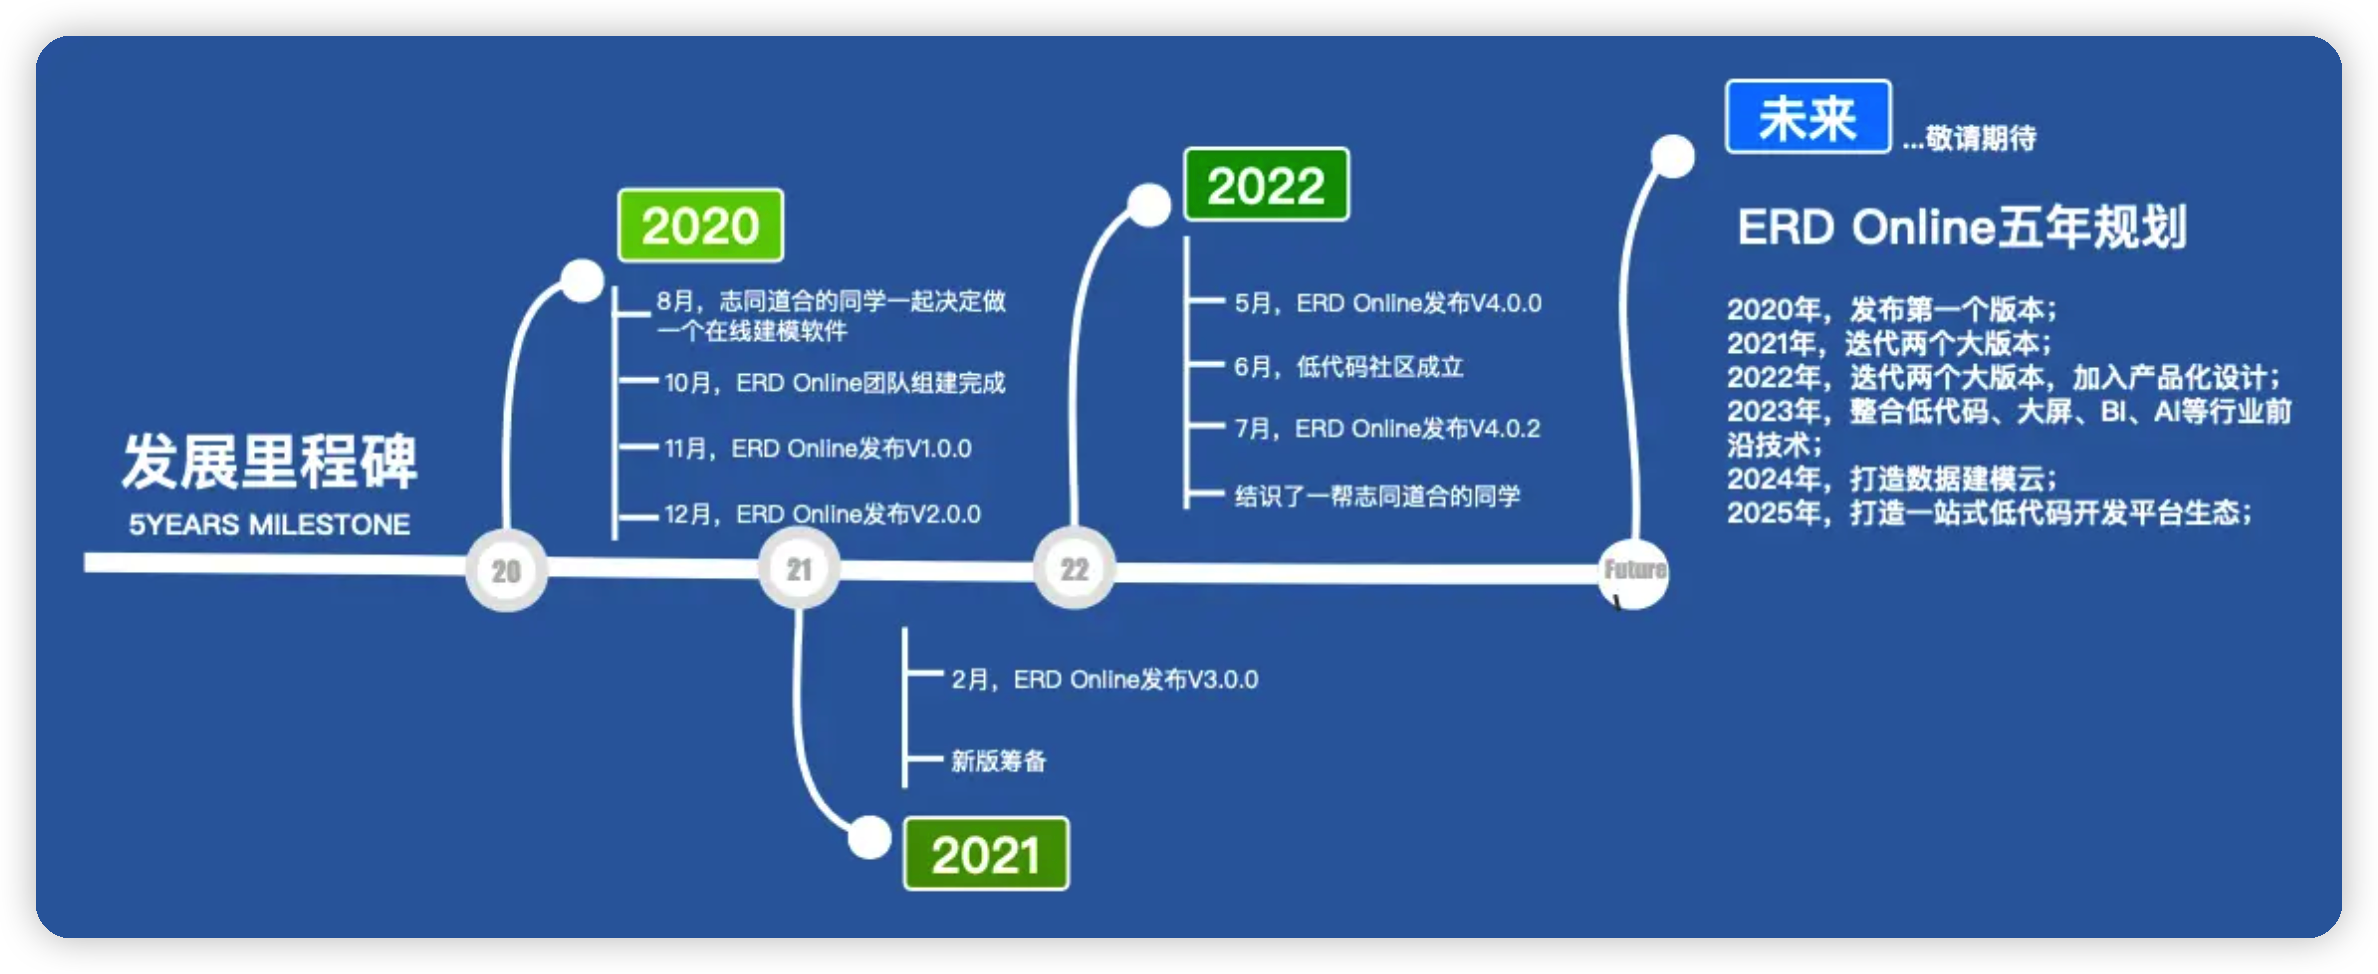 发展里程碑
5YEARS MILESTONE
20
2020
8月，志同道合的同学一起决定做
一个在线建模软件
10月，ERD Online团队组建完成
11月，ERD Online发布V1.0.0
12月，ERD Online发布V2.0.0
21
2月，ERD Online发布V3.0.0
新版筹备
2021
22
2022
5月，ERD Online发布V4.0.0
6月，低代码社区成立
7月，ERD Online发布V4.0.2
结识了一帮志同道合的同学
Future
未来 ...敬请期待
ERD Online五年规划
2020年，发布第一个版本；
2021年，迭代两个大版本；
2022年，迭代两个大版本，加入产品化设计；
2023年，整合低代码、大屏、BI、AI等行业前
沿技术；
2024年，打造数据建模云；
2025年，打造一站式低代码开发平台生态；